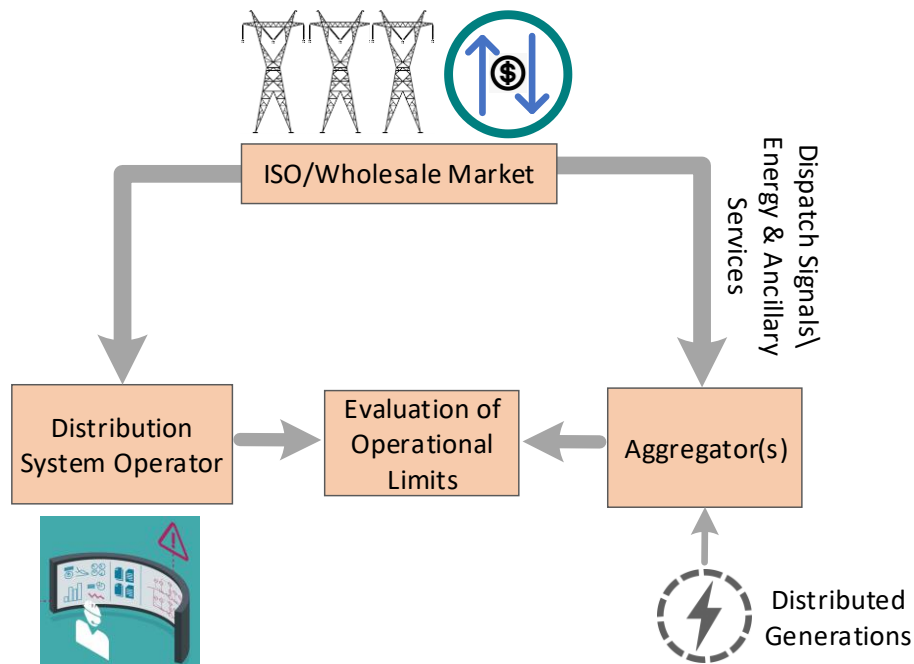 $
ISO/Wholesale Market
Dispatch Signals\
Energy & Ancillary
Services
Distribution
System Operator
Evaluation of
Operational
Limits
Aggregator(s)
Distributed
Generations